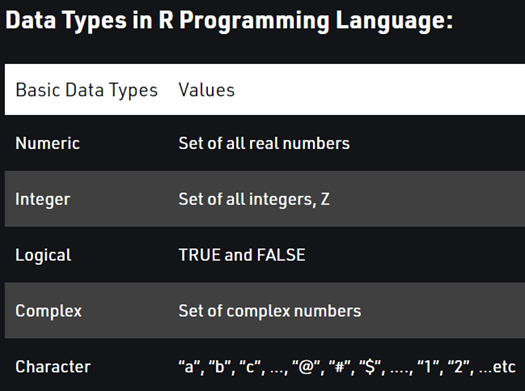 Data Types in R Programming Language:
Basic Data Types Values
Numeric Set of all real numbers
Integer Set of all integers, Z
Logical TRUE and FALSE
Complex Set of complex numbers
Character “a”, “b”, “c”, …, “@”, “#”, “$”, …., “1”, “2”, …etc